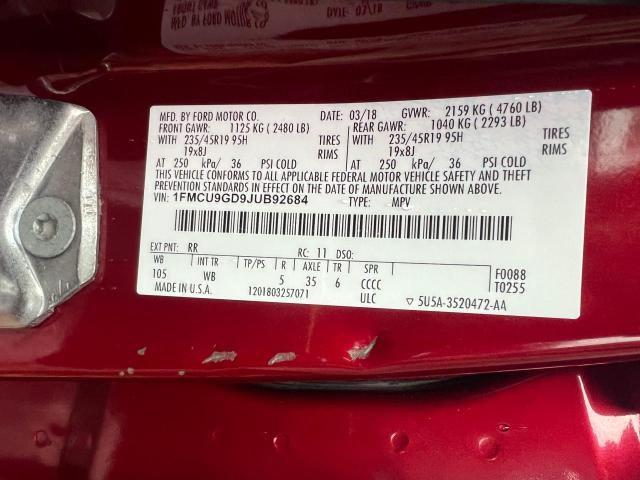 MFD. BY FORD MOTOR CO.
DATE: 03/18 GVWR: 2159 KG ( 4760 LB)
FRONT GAWR: 1125 KG ( 2480 LB) REAR GAWR: 1040 KG ( 2293 LB)
WITH 235/45R19 95H TIRES WITH 235/45R19 95H TIRES
19x8J RIMS 19x8J RIMS
AT 250 kPa/ 36 PSI COLD AT 250 kPa/ 36 PSI COLD
THIS VEHICLE CONFORMS TO ALL APPLICABLE FEDERAL MOTOR VEHICLE SAFETY AND THEFT
PREVENTION STANDARDS IN EFFECT ON THE DATE OF MANUFACTURE SHOWN ABOVE.
VIN: 1FMCU9GD9JUB92684 TYPE: MPV
EXT PNT: RR RC: 11 DSO:
WB INT TR TP/PS R AXLE TR SPR F0088
105 WB 5 35 6 CCCC T0255
MADE IN U.S.A. 1201803257071 ULC 5U5A-3520472-AA